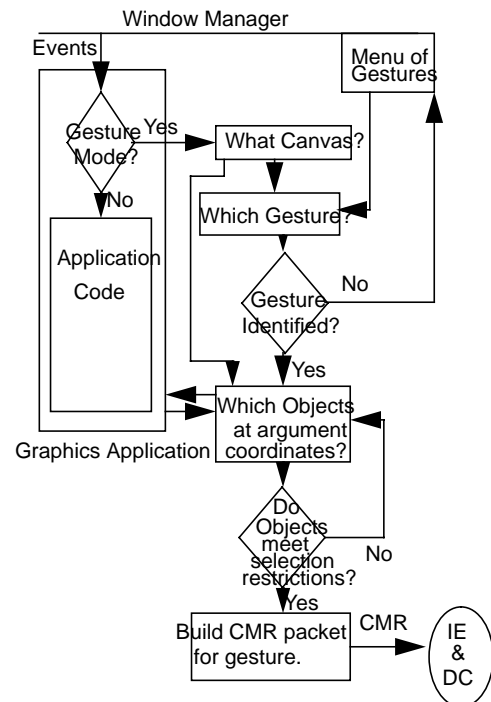 Window Manager
Events
Menu of
Gestures
Gesture
Mode?
Yes
What Canvas?
Which Gesture?
No
Application
Code
Gesture
Identified?
No
Yes
Which Objects
at argument
coordinates?
Graphics Application
Do
Objects
meet
selection
restrictions?
No
Yes
Build CMR packet
for gesture.
CMR
IE
&
DC